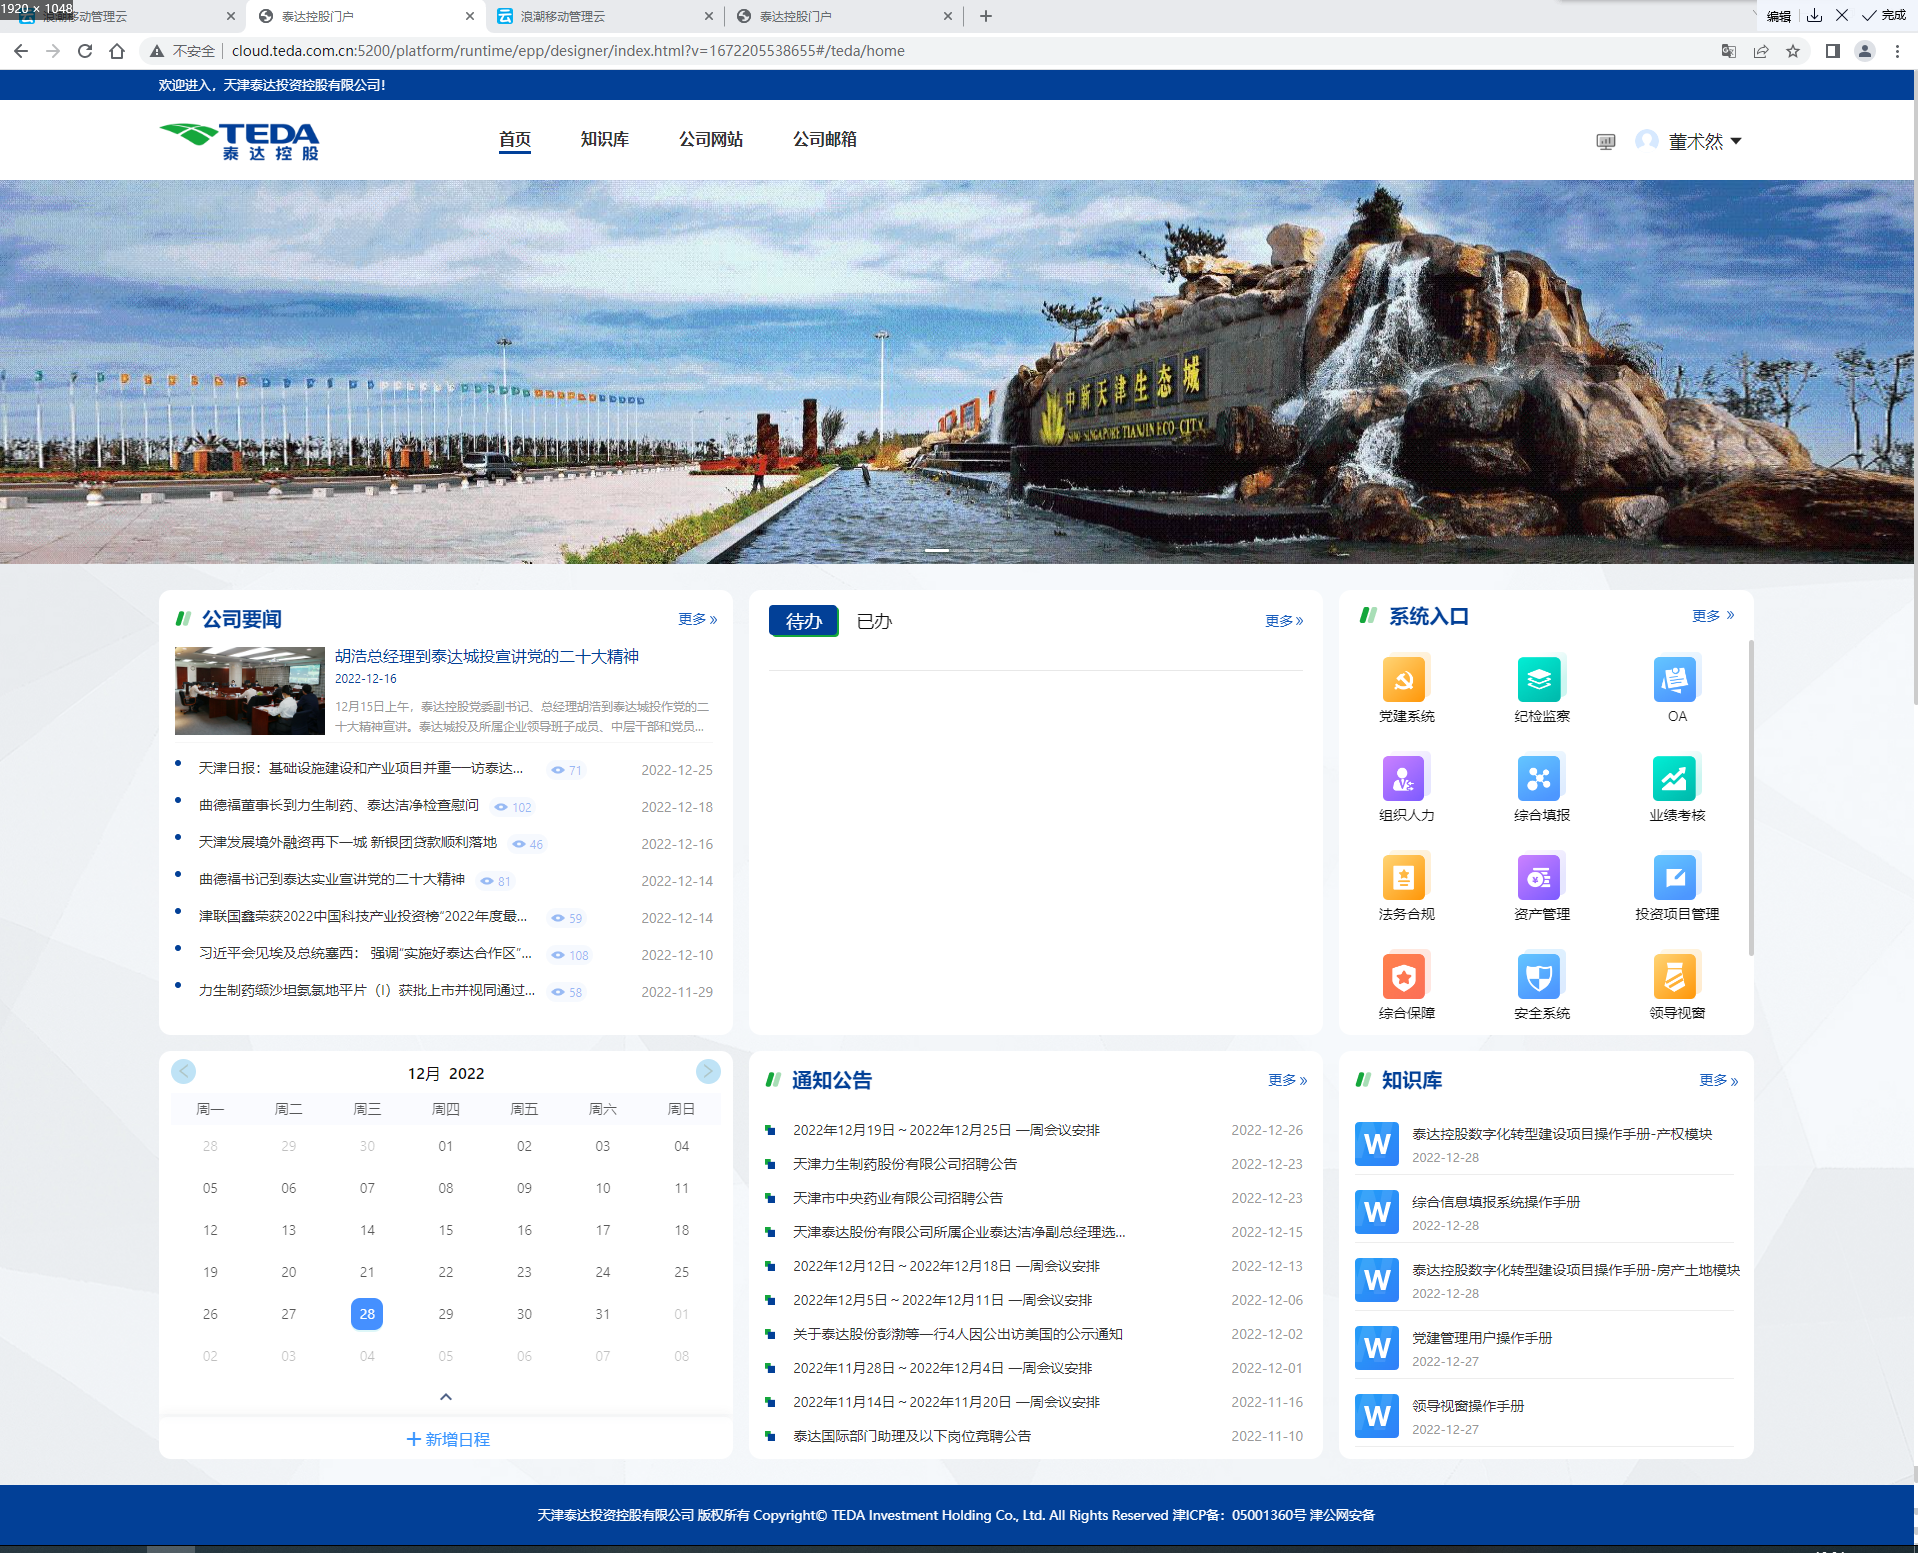 1920 × 1048
浪潮移动管理云
泰达控股门户
浪潮移动管理云
泰达控股门户
编辑
完成
不安全
cloud.teda.com.cn:5200/platform/runtime/epp/designer/index.html?v=1672205538655#/teda/home
欢迎进入，天津泰达投资控股有限公司！
TEDA
泰达控股
首页
知识库
公司网站
公司邮箱
董术然
中新天津生态城
SINO-SINGAPORE TIANJIN ECO-CITY
公司要闻
更多»
胡浩总经理到泰达城投宣讲党的二十大精神
2022-12-16
12月15日上午，泰达控股党委副书记、总经理胡浩到泰达城投作党的二
十大精神宣讲。泰达城投及所属企业领导班子成员、中层干部和党员...
天津日报：基础设施建设和产业项目并重——访泰达... 71 2022-12-25
曲德福董事长到力生制药、泰达洁净检查慰问 102 2022-12-18
天津发展境外融资再下一城 新银团贷款顺利落地 46 2022-12-16
曲德福书记到泰达实业宣讲党的二十大精神 81 2022-12-14
津联国鑫荣获2022中国科技产业投资榜“2022年度最... 59 2022-12-14
习近平会见埃及总统塞西： 强调“实施好泰达合作区”... 108 2022-12-10
力生制药缬沙坦氨氯地平片（I）获批上市并视同通过... 58 2022-11-29
待办
已办
更多»
系统入口
更多 »
党建系统
纪检监察
OA
组织人力
综合填报
业绩考核
法务合规
资产管理
投资项目管理
综合保障
安全系统
领导视窗
12月 2022
周一 周二 周三 周四 周五 周六 周日
28 29 30 01 02 03 04
05 06 07 08 09 10 11
12 13 14 15 16 17 18
19 20 21 22 23 24 25
26 27 28 29 30 31 01
02 03 04 05 06 07 08
新增日程
通知公告
更多»
2022年12月19日～2022年12月25日 一周会议安排 2022-12-26
天津力生制药股份有限公司招聘公告 2022-12-23
天津市中央药业有限公司招聘公告 2022-12-23
天津泰达股份有限公司所属企业泰达洁净副总经理选... 2022-12-15
2022年12月12日～2022年12月18日 一周会议安排 2022-12-13
2022年12月5日～2022年12月11日 一周会议安排 2022-12-06
关于泰达股份彭渤等一行4人因公出访美国的公示通知 2022-12-02
2022年11月28日～2022年12月4日 一周会议安排 2022-12-01
2022年11月14日～2022年11月20日 一周会议安排 2022-11-16
泰达国际部门助理及以下岗位竞聘公告 2022-11-10
知识库
更多»
W
泰达控股数字化转型建设项目操作手册-产权模块
2022-12-28
W
综合信息填报系统操作手册
2022-12-28
W
泰达控股数字化转型建设项目操作手册-房产土地模块
2022-12-28
W
党建管理用户操作手册
2022-12-27
W
领导视窗操作手册
2022-12-27
天津泰达投资控股有限公司 版权所有 Copyright© TEDA Investment Holding Co., Ltd. All Rights Reserved 津ICP备：05001360号 津公网安备